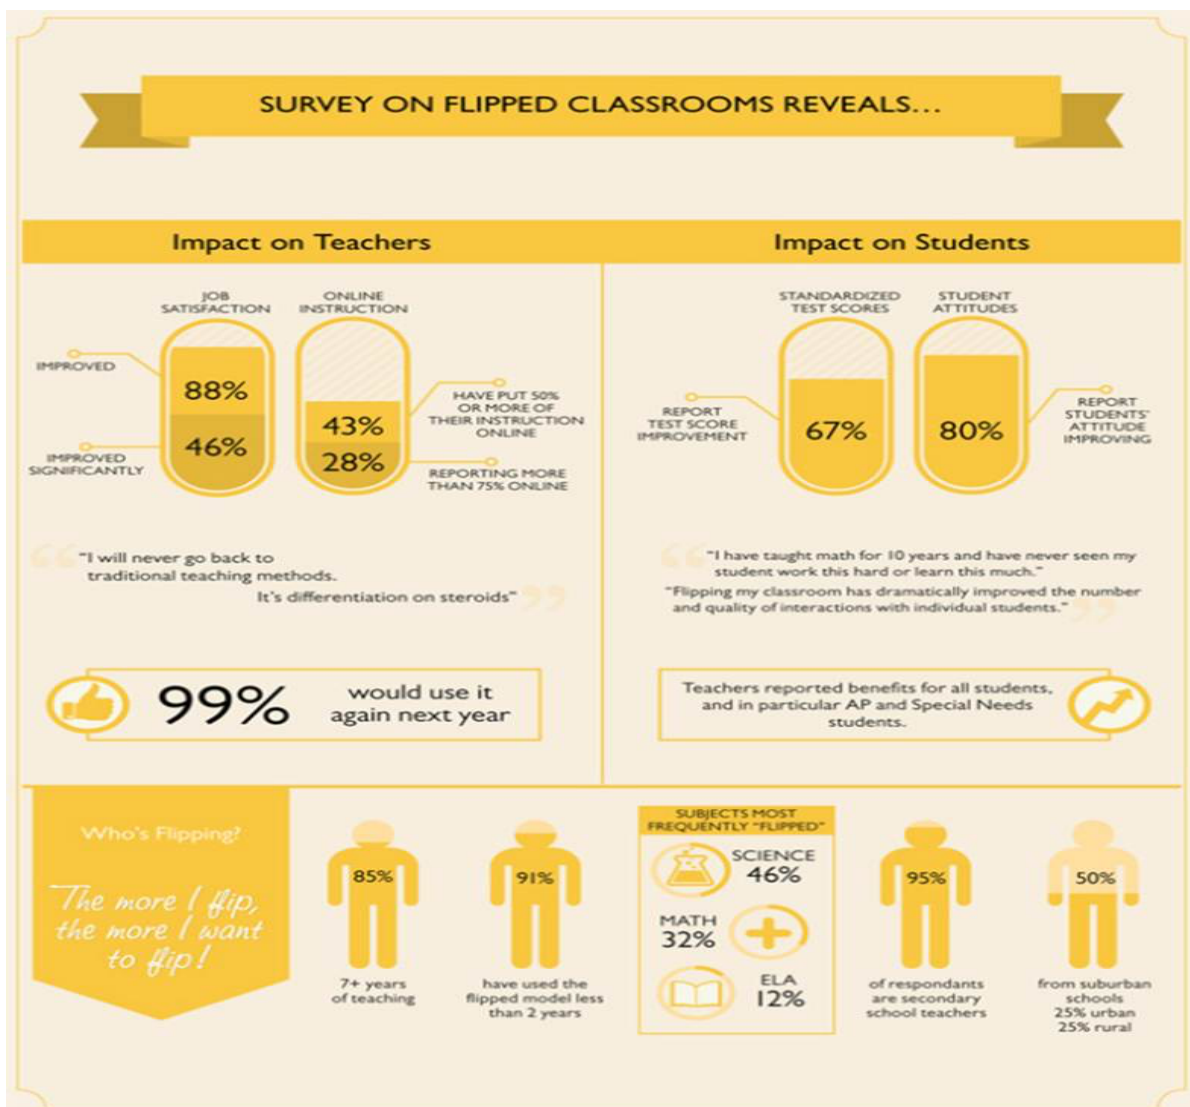 SURVEY ON FLIPPED CLASSROOMS REVEALS...
Impact on Teachers
JOB
SATISFACTION
ONLINE
INSTRUCTION
IMPROVED
88%
46%
IMPROVED
SIGNIFICANTLY
43%
28%
HAVE PUT 50%
OR MORE OF
THEIR INSTRUCTION
ONLINE
REPORTING MORE
THAN 75% ONLINE
"I will never go back to
traditional teaching methods.
It's differentiation on steroids"
99%
would use it
again next year
Impact on Students
STANDARDIZED
TEST SCORES
STUDENT
ATTITUDES
REPORT
TEST SCORE
IMPROVEMENT
67%
80%
REPORT
STUDENTS'
ATTITUDE
IMPROVING
"I have taught math for 10 years and have never seen my
student work this hard or learn this much."
"Flipping my classroom has dramatically improved the number
and quality of interactions with individual students."
Teachers reported benefits for all students,
and in particular AP and Special Needs
students.
Who's Flipping?
The more I flip,
the more I want
to flip!
85%
7+ years
of teaching
91%
have used the
flipped model less
than 2 years
SUBJECTS MOST
FREQUENTLY "FLIPPED"
SCIENCE
46%
MATH
32%
ELA
12%
95%
of respondants
are secondary
school teachers
50%
from suburban
schools
25% urban
25% rural